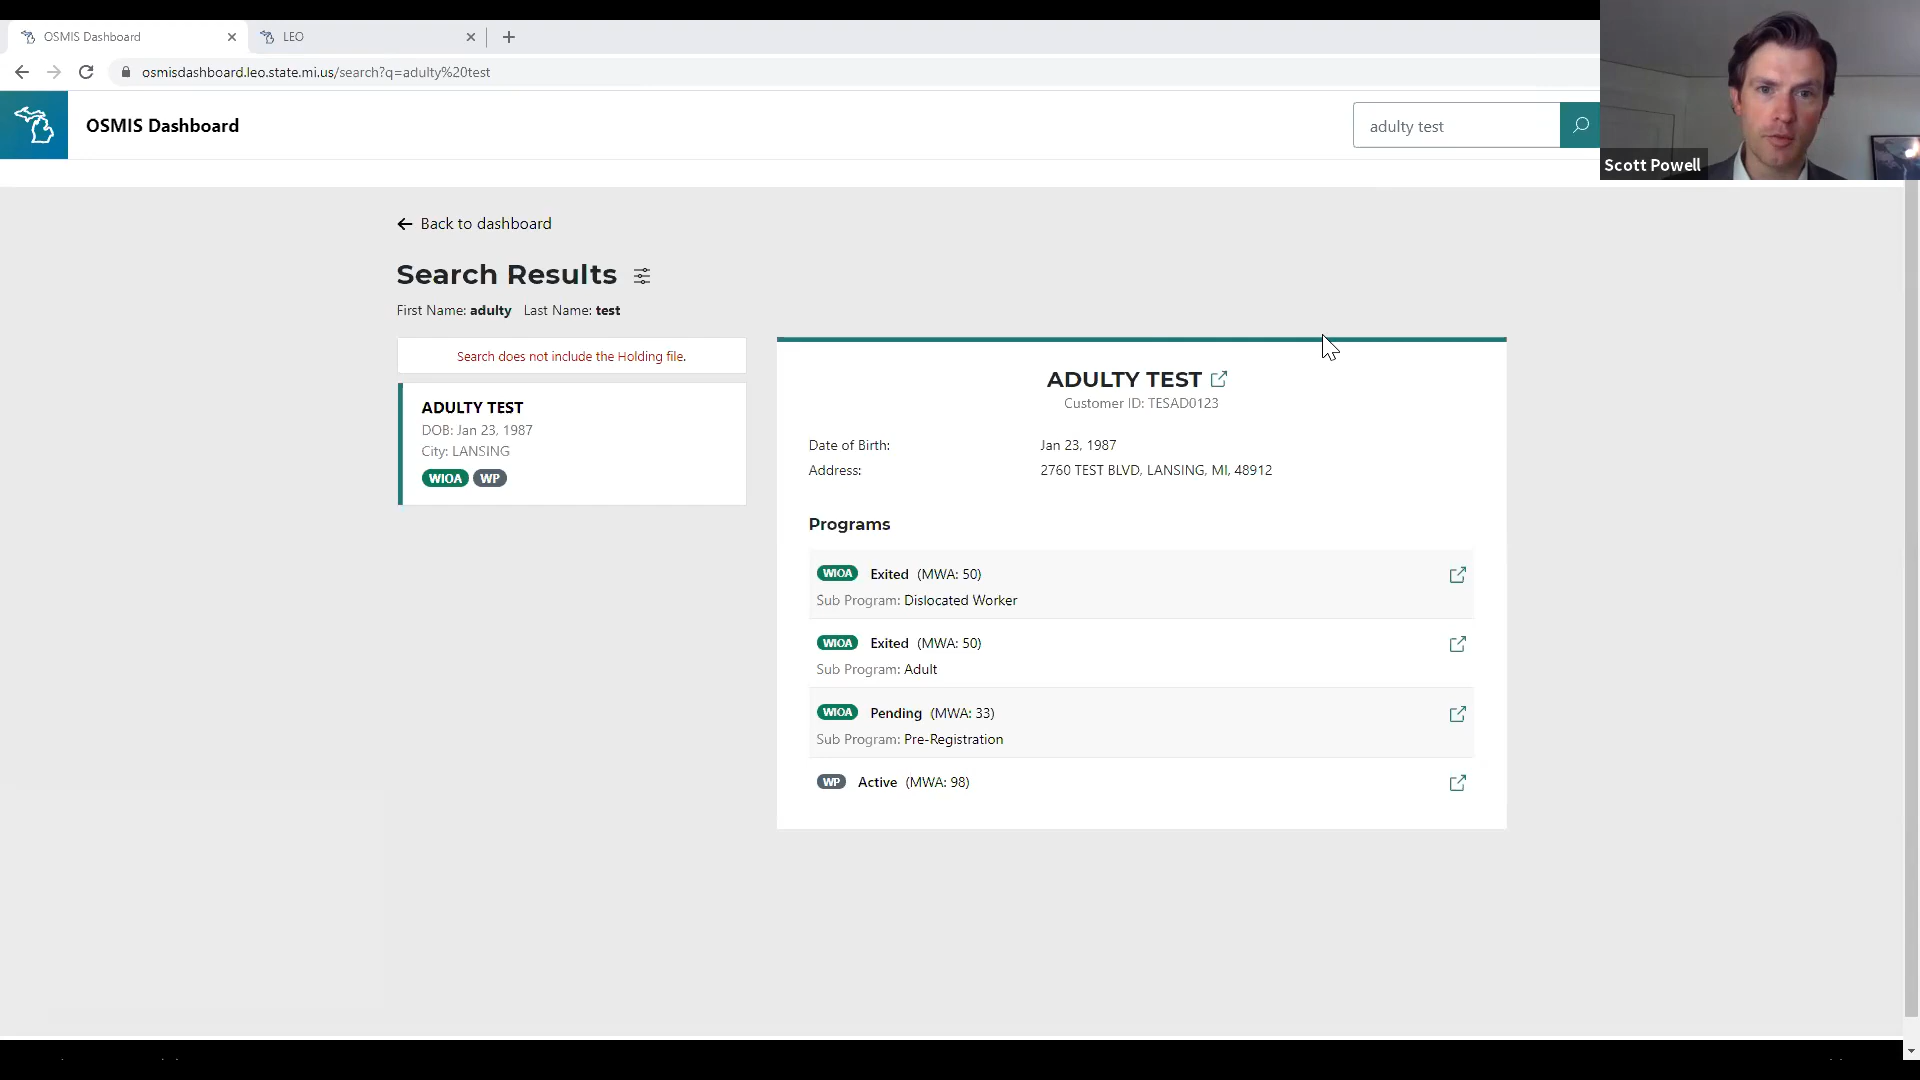 OSMIS Dashboard
LEO
osmisdashboard.leo.state.mi.us/search?q=adulty%20test
OSMIS Dashboard
adulty test
Scott Powell
Back to dashboard
Search Results
First Name: adulty Last Name: test
Search does not include the Holding file.
ADULTY TEST
DOB: Jan 23, 1987
City: LANSING
WIOA WP
ADULTY TEST
Customer ID: TESAD0123
Date of Birth: Jan 23, 1987
Address: 2760 TEST BLVD, LANSING, MI, 48912
Programs
WIOA Exited (MWA: 50)
Sub Program: Dislocated Worker
WIOA Exited (MWA: 50)
Sub Program: Adult
WIOA Pending (MWA: 33)
Sub Program: Pre-Registration
WP Active (MWA: 98)